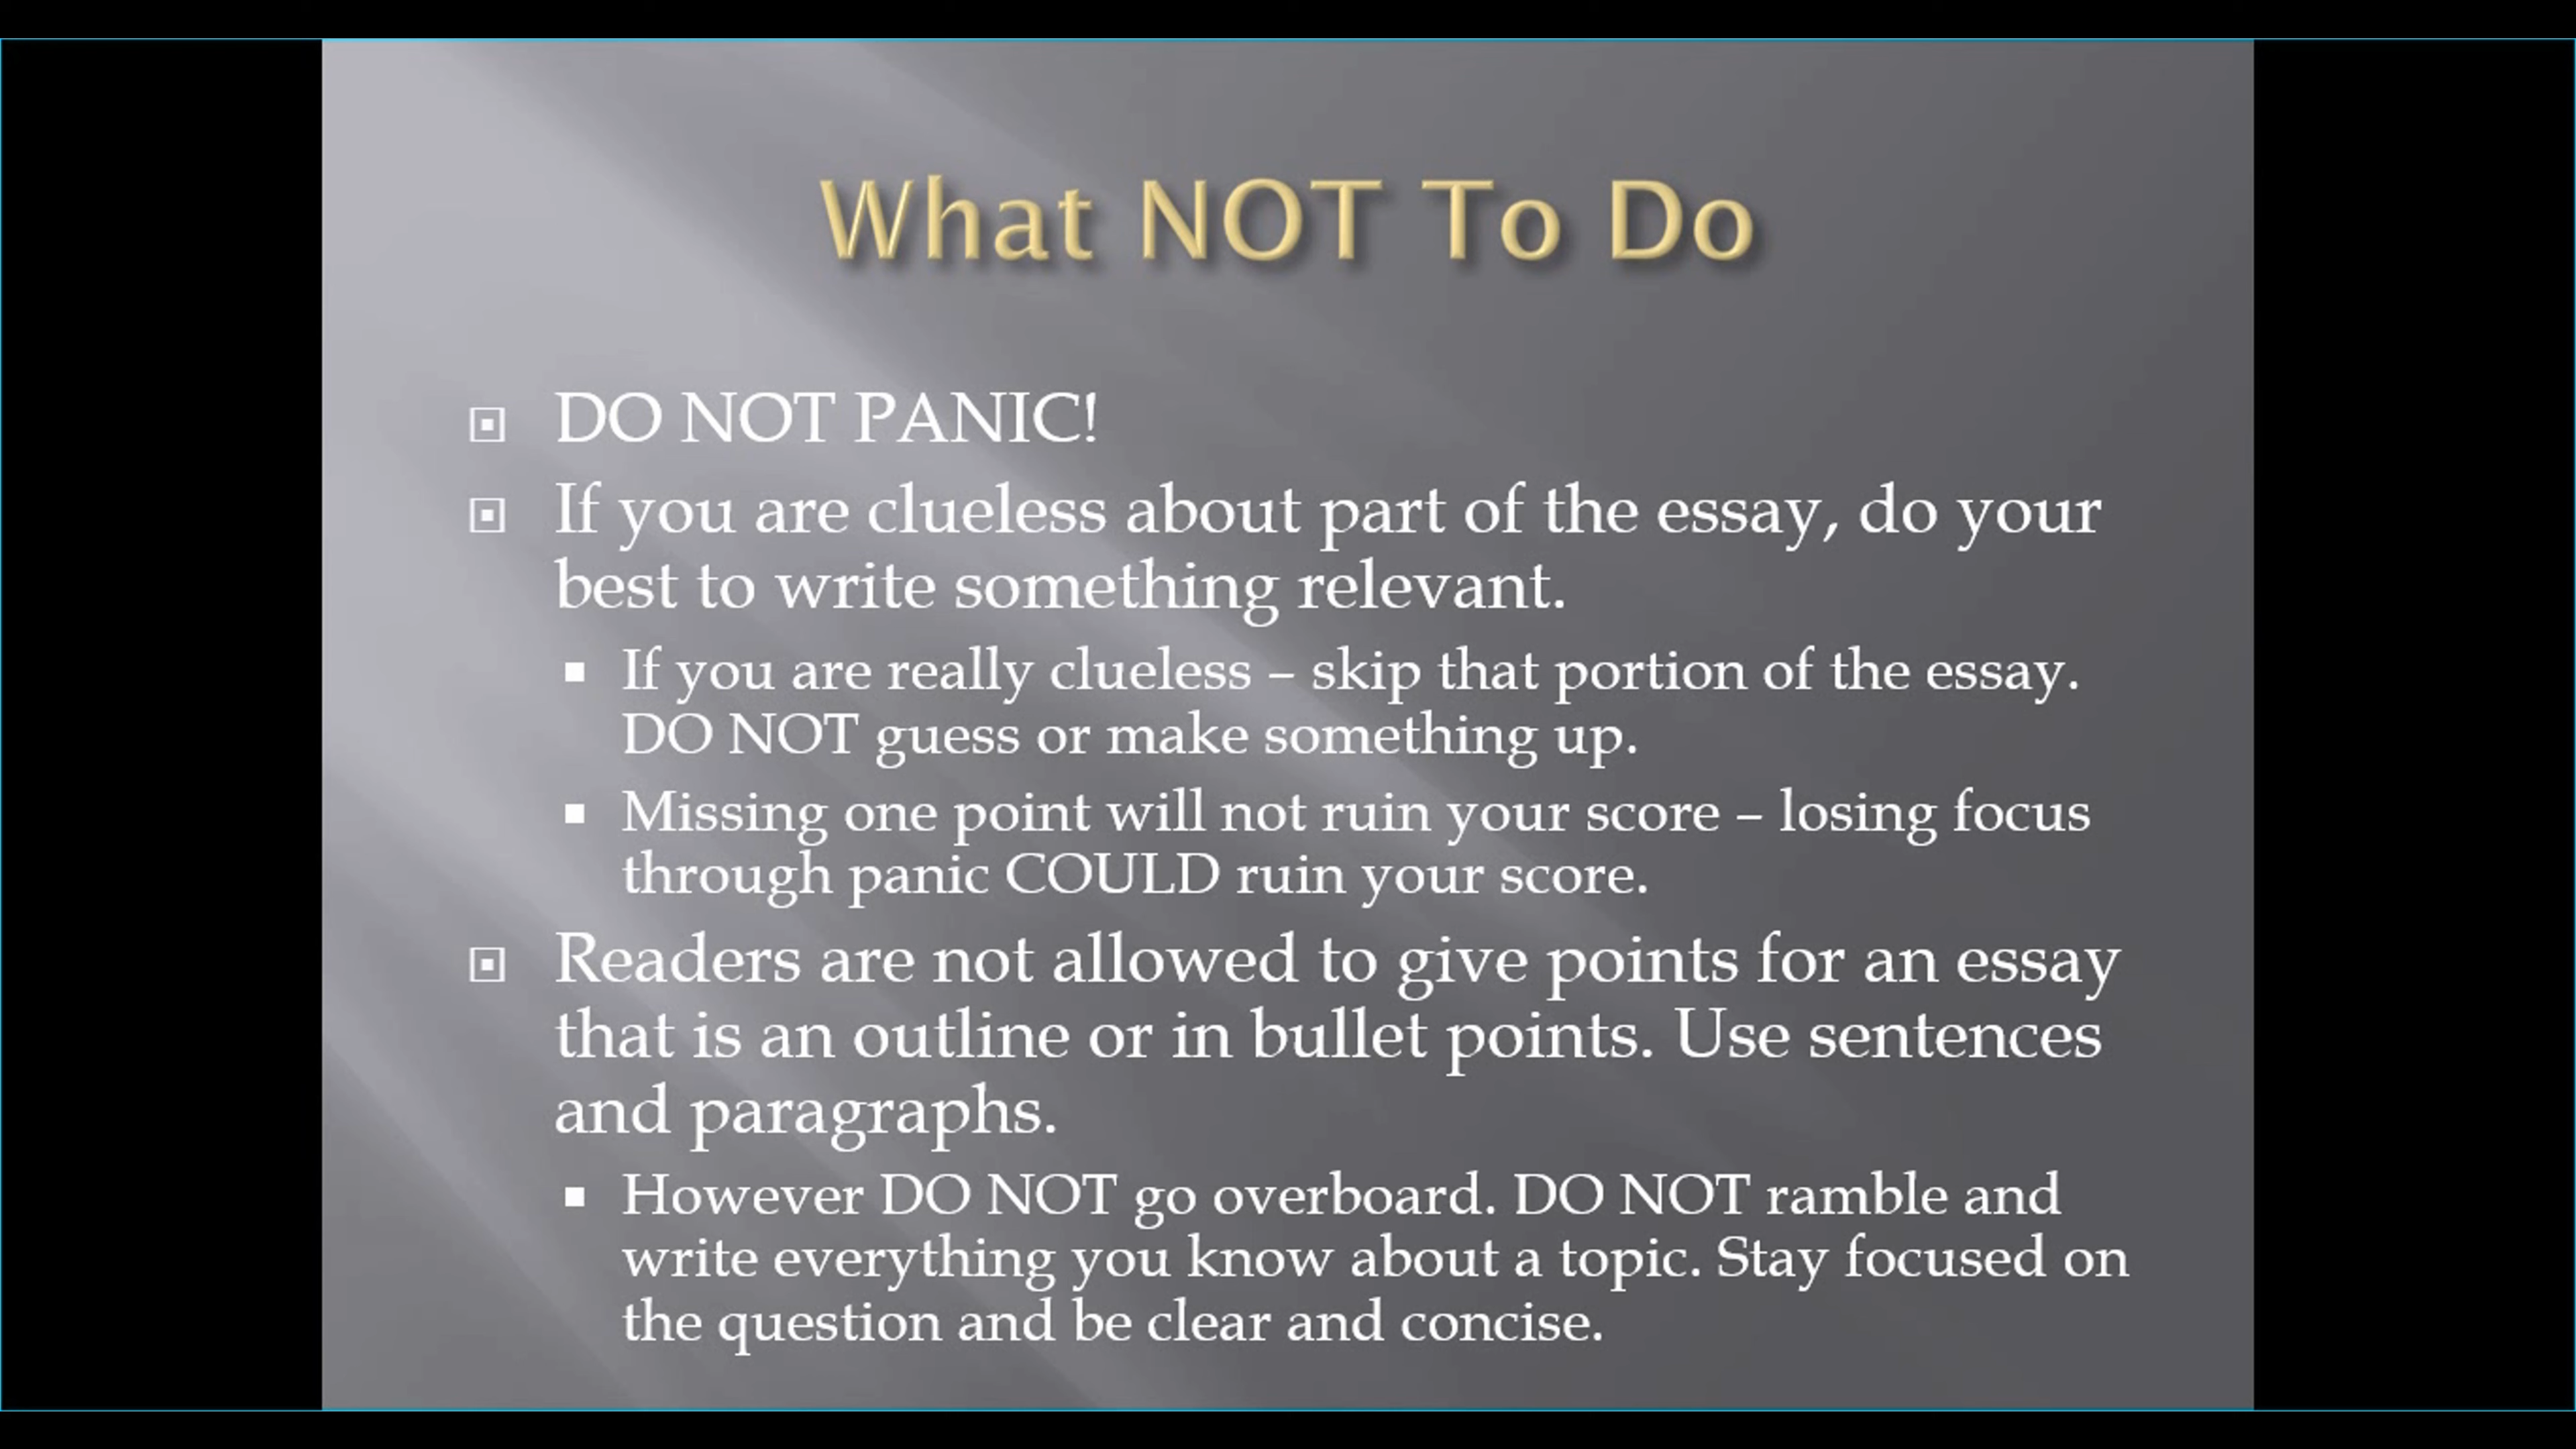 What NOT To Do
DO NOT PANIC!
If you are clueless about part of the essay, do your
best to write something relevant.
If you are really clueless – skip that portion of the essay.
DO NOT guess or make something up.
Missing one point will not ruin your score – losing focus
through panic COULD ruin your score.
Readers are not allowed to give points for an essay
that is an outline or in bullet points. Use sentences
and paragraphs.
However DO NOT go overboard. DO NOT ramble and
write everything you know about a topic. Stay focused on
the question and be clear and concise.